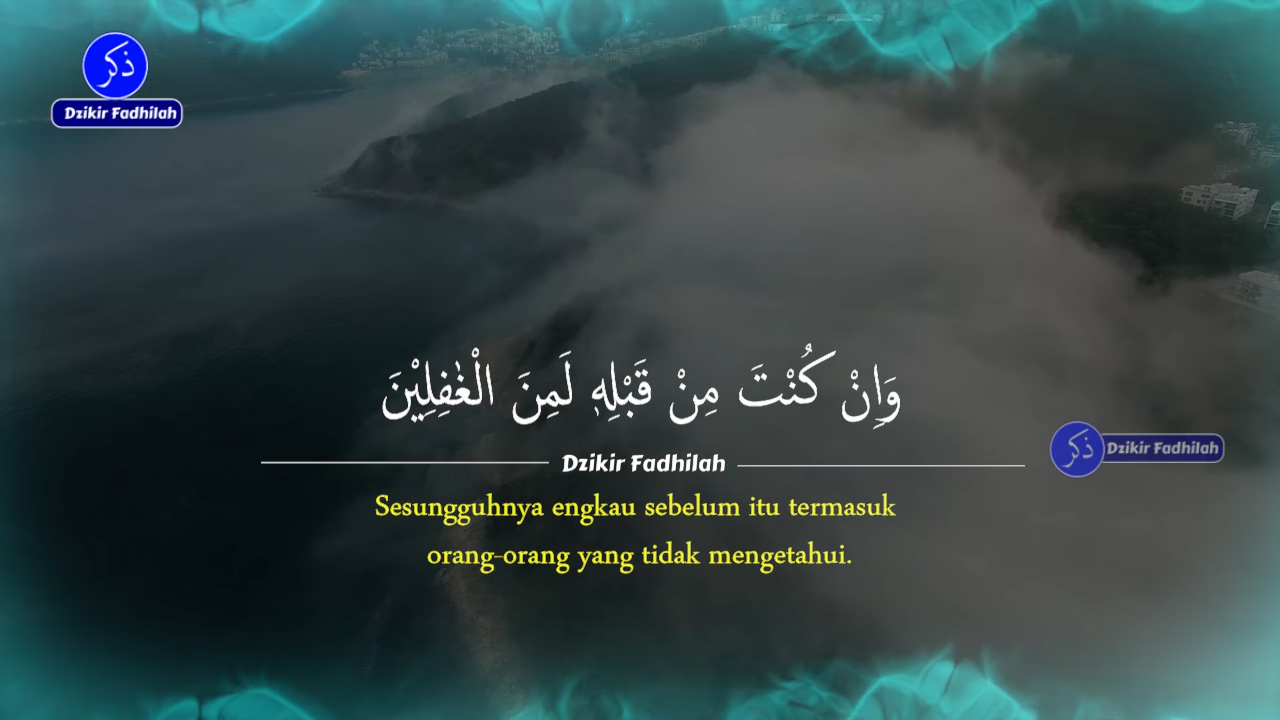 ذكر
Dzikir Fadhilah
وَاِنْ كُنْتَ مِنْ قَبْلِهٖ لَمِنَ الْغٰفِلِيْنَ
ذكر
Dzikir Fadhilah
Dzikir Fadhilah
Sesungguhnya engkau sebelum itu termasuk
orang-orang yang tidak mengetahui.